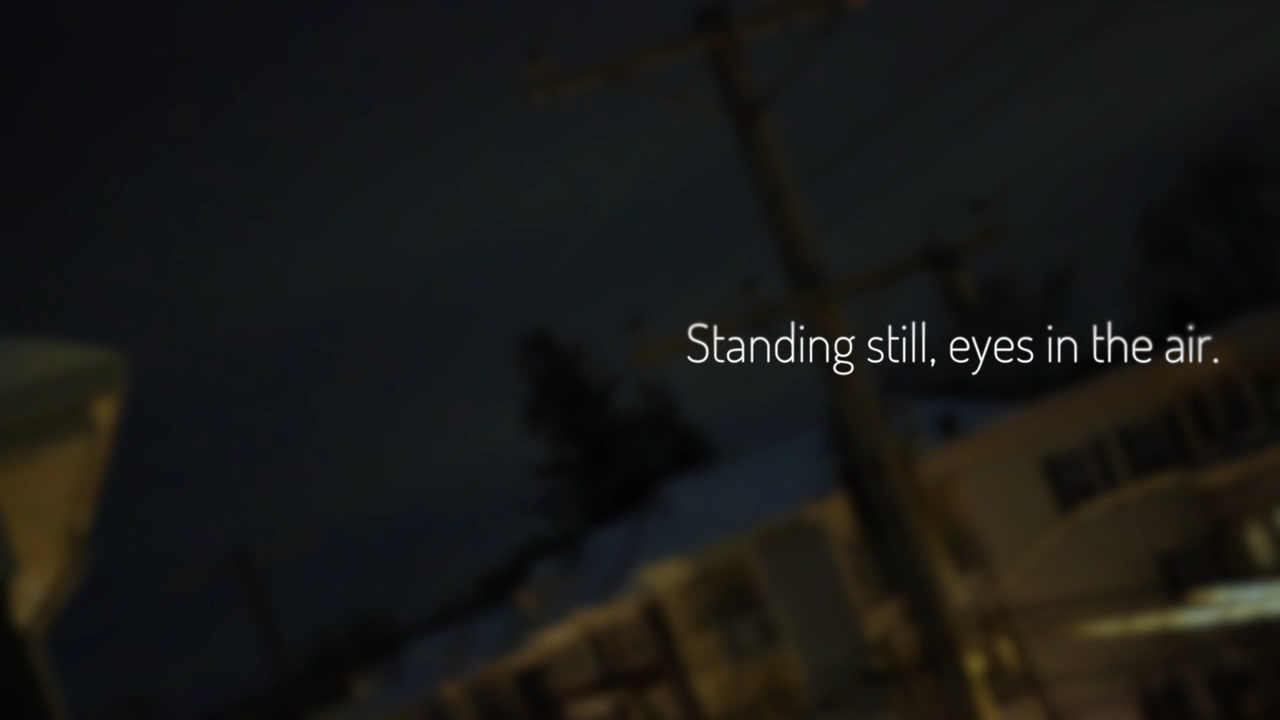 Standing still, eyes in the air.